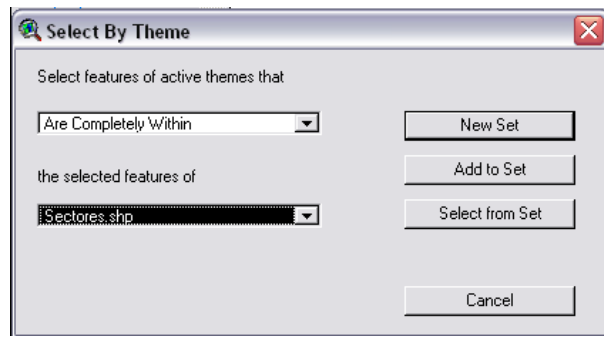 Select By Theme
Select features of active themes that
Are Completely Within
New Set
Add to Set
the selected features of
Sectores.shp
Select from Set
Cancel